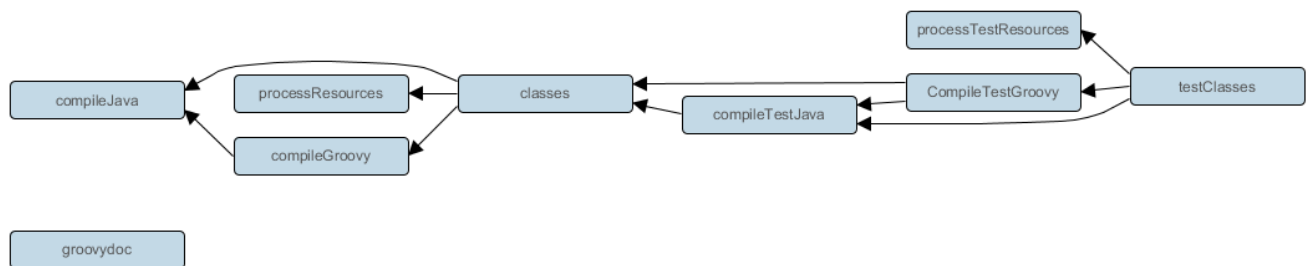 processTestResources
testClasses
compileJava
processResources
classes
CompileTestGroovy
compileTestJava
compileGroovy
groovydoc